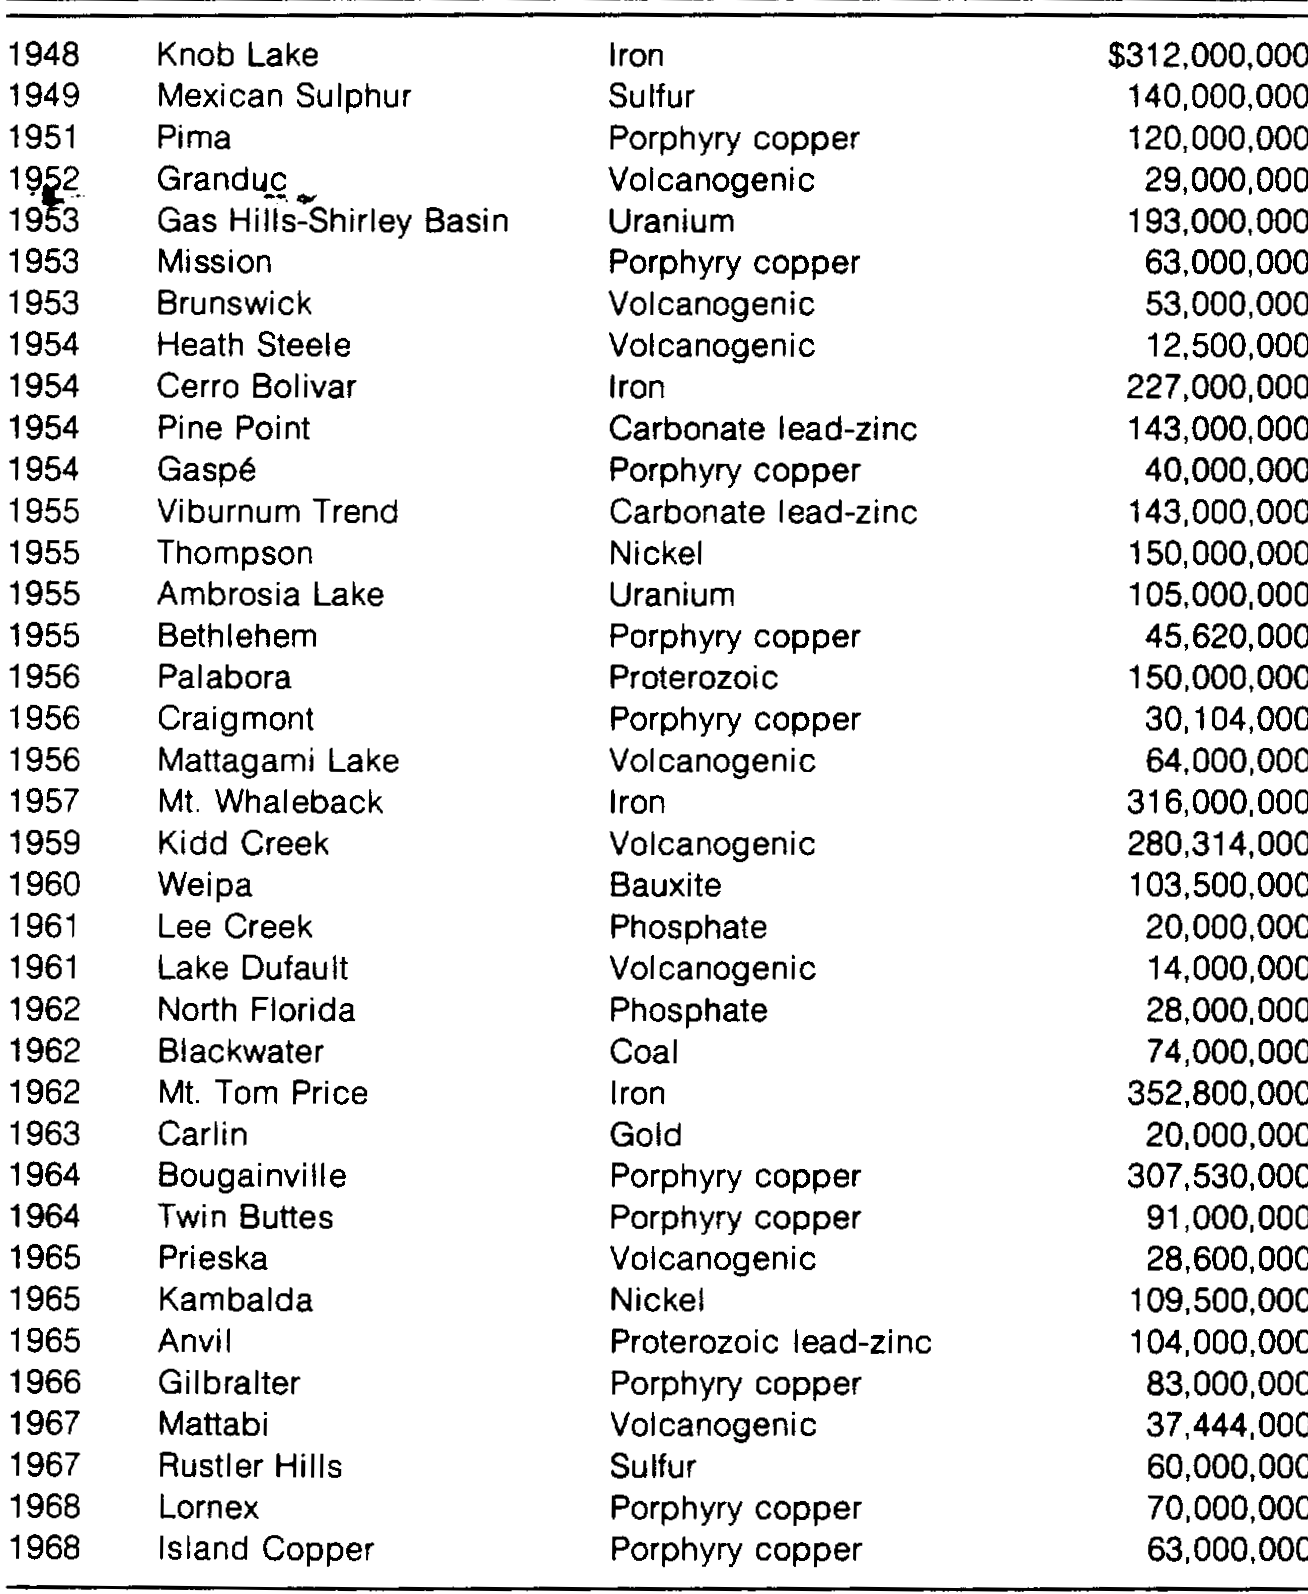 1948 Knob Lake Iron $312,000,000
1949 Mexican Sulphur Sulfur 140,000,000
1951 Pima Porphyry copper 120,000,000
1952 Granduc Volcanogenic 29,000,000
1953 Gas Hills-Shirley Basin Uranium 193,000,000
1953 Mission Porphyry copper 63,000,000
1953 Brunswick Volcanogenic 53,000,000
1954 Heath Steele Volcanogenic 12,500,000
1954 Cerro Bolivar Iron 227,000,000
1954 Pine Point Carbonate lead-zinc 143,000,000
1954 Gaspé Porphyry copper 40,000,000
1955 Viburnum Trend Carbonate lead-zinc 143,000,000
1955 Thompson Nickel 150,000,000
1955 Ambrosia Lake Uranium 105,000,000
1955 Bethlehem Porphyry copper 45,620,000
1956 Palabora Proterozoic 150,000,000
1956 Craigmont Porphyry copper 30,104,000
1956 Mattagami Lake Volcanogenic 64,000,000
1957 Mt. Whaleback Iron 316,000,000
1959 Kidd Creek Volcanogenic 280,314,000
1960 Weipa Bauxite 103,500,000
1961 Lee Creek Phosphate 20,000,000
1961 Lake Dufault Volcanogenic 14,000,000
1962 North Florida Phosphate 28,000,000
1962 Blackwater Coal 74,000,000
1962 Mt. Tom Price Iron 352,800,000
1963 Carlin Gold 20,000,000
1964 Bougainville Porphyry copper 307,530,000
1964 Twin Buttes Porphyry copper 91,000,000
1965 Prieska Volcanogenic 28,600,000
1965 Kambalda Nickel 109,500,000
1965 Anvil Proterozoic lead-zinc 104,000,000
1966 Gilbralter Porphyry copper 83,000,000
1967 Mattabi Volcanogenic 37,444,000
1967 Rustler Hills Sulfur 60,000,000
1968 Lornex Porphyry copper 70,000,000
1968 Island Copper Porphyry copper 63,000,000